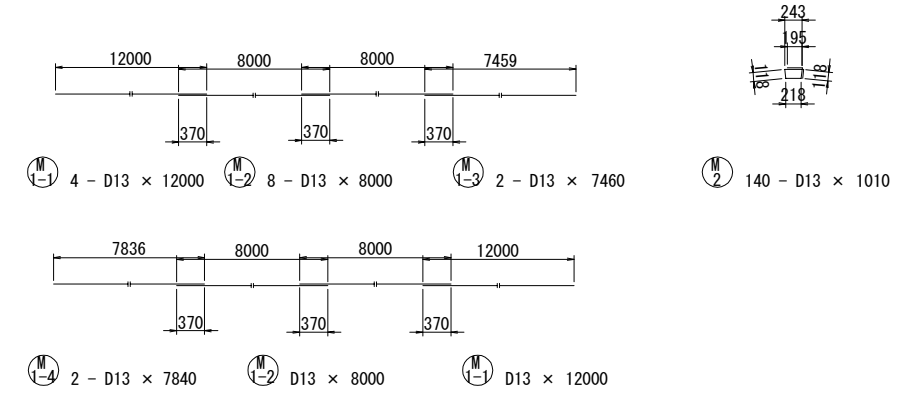 243
195
118
118
218
12000 8000 8000 7459
370 370 370
M 1-1 4 - D13 × 12000 M 1-2 8 - D13 × 8000 M 1-3 2 - D13 × 7460 M 2 140 - D13 × 1010
7836 8000 8000 12000
370 370 370
M 1-4 2 - D13 × 7840 M 1-2 D13 × 8000 M 1-1 D13 × 12000